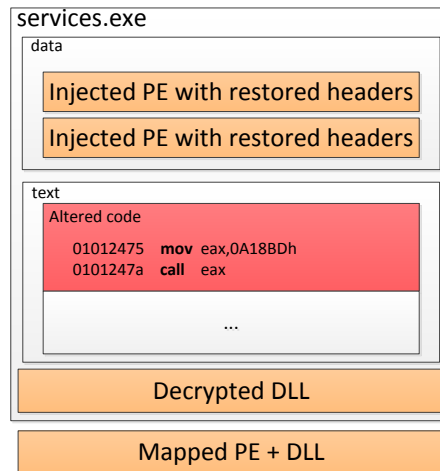 services.exe
data
Injected PE with restored headers
Injected PE with restored headers
text
Altered code
01012475 mov eax,0A18BDh
0101247a call eax
...
Decrypted DLL
Mapped PE + DLL